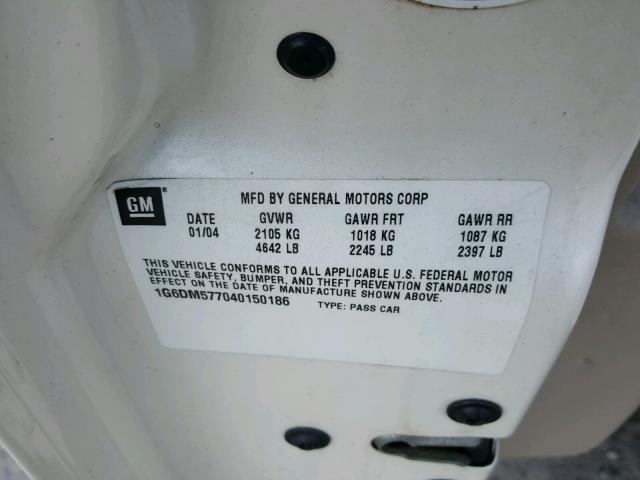 GM®
MFD BY GENERAL MOTORS CORP
DATE GVWR GAWR FRT GAWR RR
01/04 2105 KG 1018 KG 1087 KG
4642 LB 2245 LB 2397 LB
THIS VEHICLE CONFORMS TO ALL APPLICABLE U.S. FEDERAL MOTOR
VEHICLE SAFETY, BUMPER, AND THEFT PREVENTION STANDARDS IN
EFFECT ON THE DATE OF MANUFACTURE SHOWN ABOVE.
1G6DM577040150186 TYPE: PASS CAR